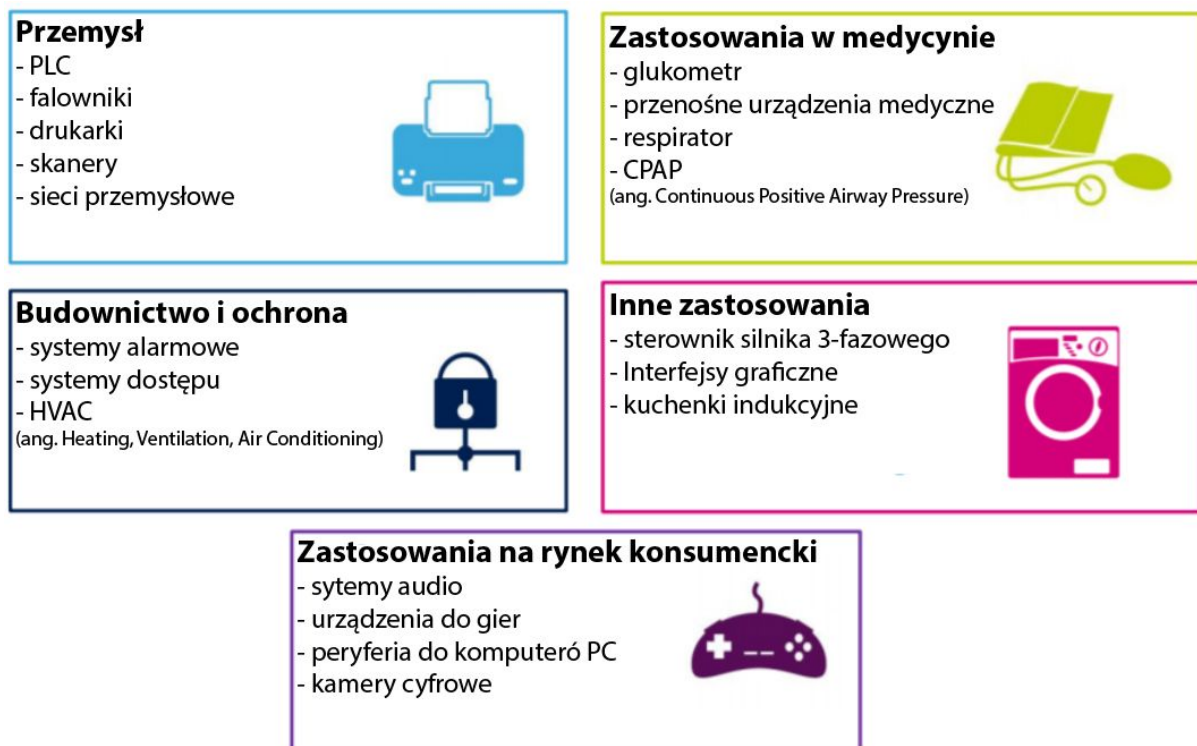 Przemysł
- PLC
- falowniki
- drukarki
- skanery
- sieci przemysłowe
Zastosowania w medycynie
- glukometr
- przenośne urządzenia medyczne
- respirator
- CPAP
(ang. Continuous Positive Airway Pressure)
Budownictwo i ochrona
- systemy alarmowe
- systemy dostępu
- HVAC
(ang. Heating, Ventilation, Air Conditioning)
Inne zastosowania
- sterownik silnika 3-fazowego
- Interfejsy graficzne
- kuchenki indukcyjne
Zastosowania na rynek konsumencki
- sytemy audio
- urządzenia do gier
- peryferia do komputeró PC
- kamery cyfrowe